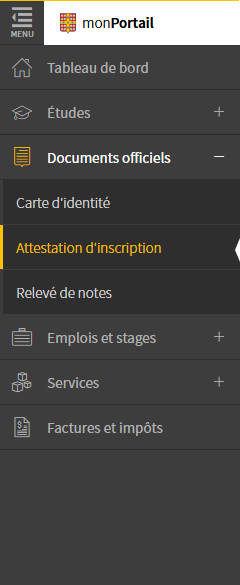 MENU
monPortail
Tableau de bord
Études
Documents officiels
Carte d'identité
Attestation d'inscription
Relevé de notes
Emplois et stages
Services
Factures et impôts